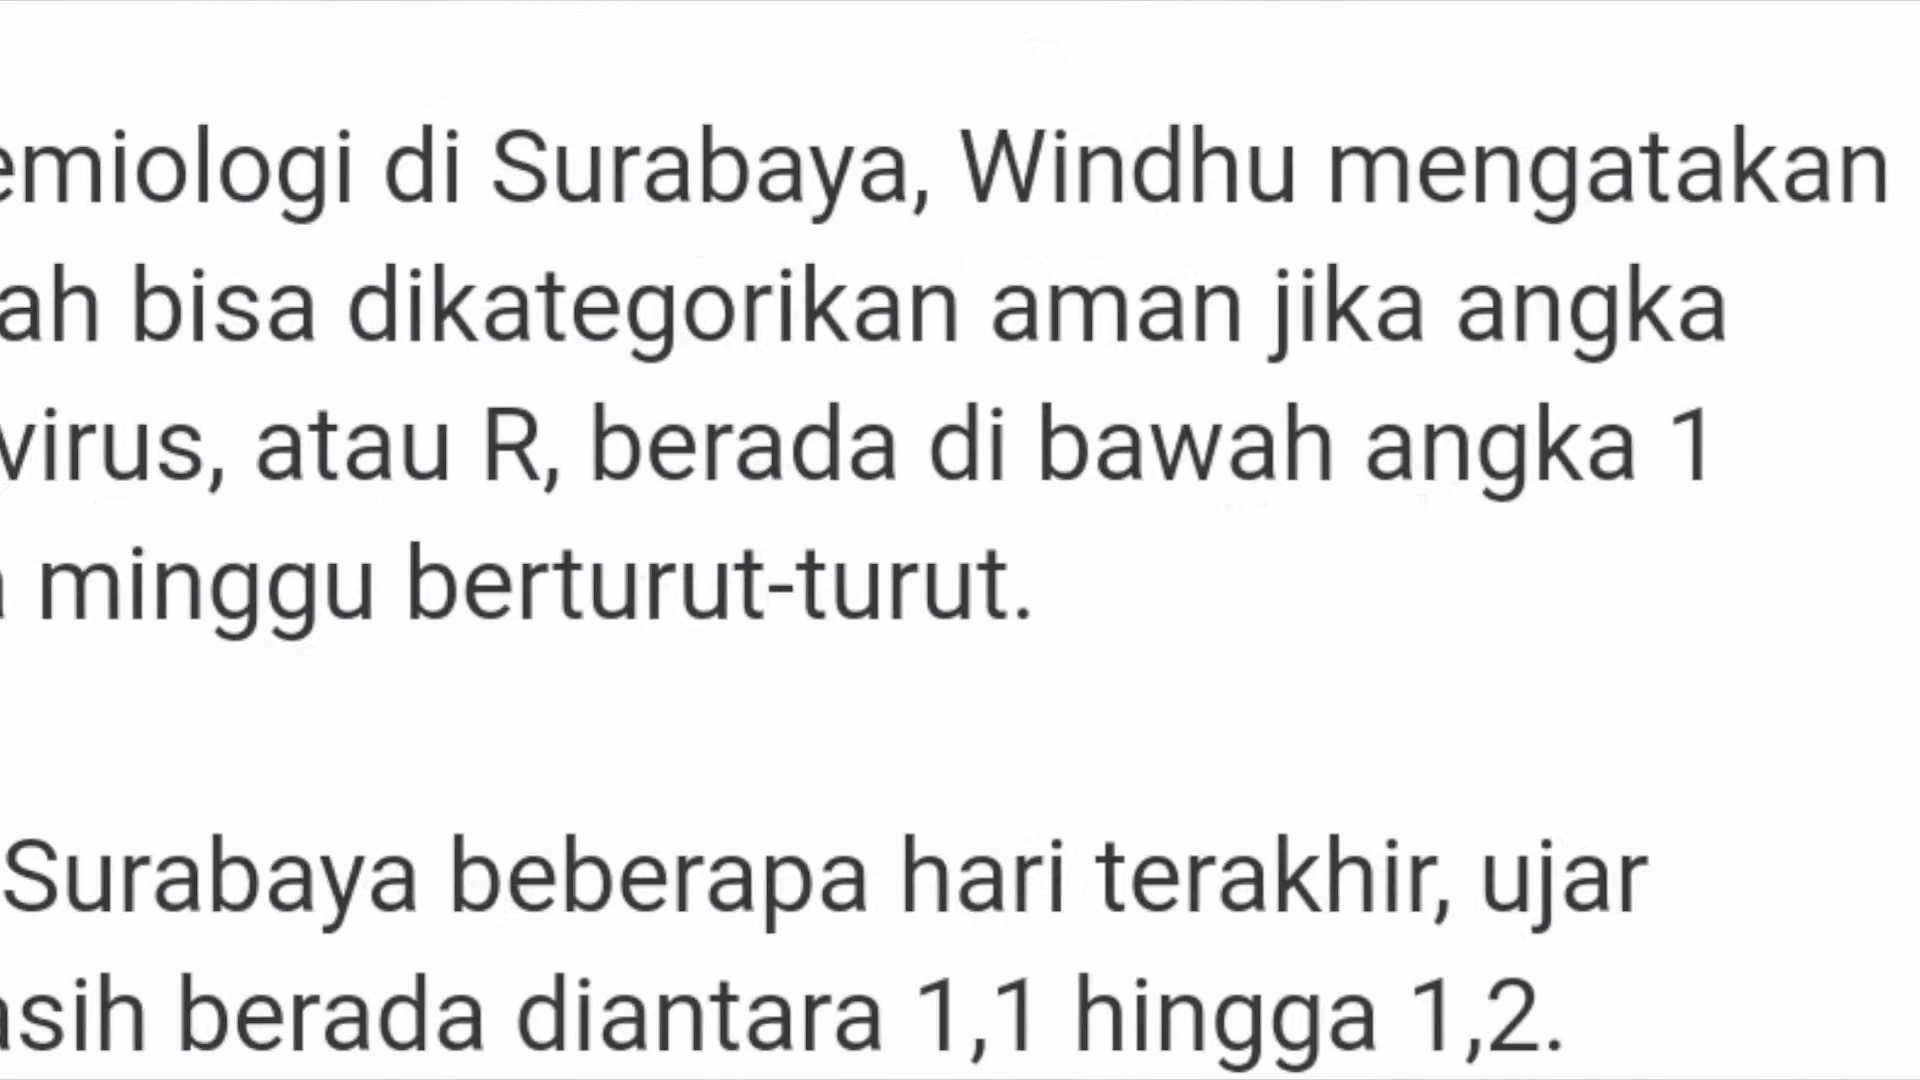 emiologi di Surabaya, Windhu mengatakan
ah bisa dikategorikan aman jika angka
virus, atau R, berada di bawah angka 1
minggu berturut-turut.
Surabaya beberapa hari terakhir, ujar
asih berada diantara 1,1 hingga 1,2.